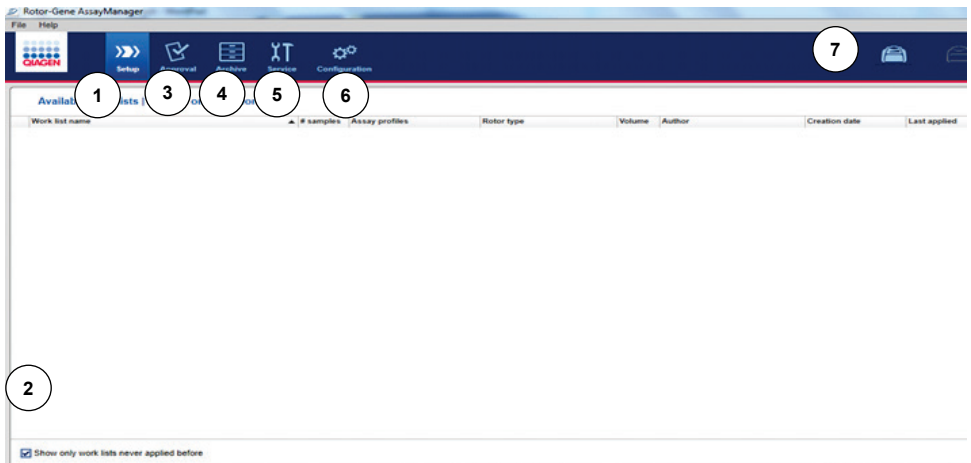 Rotor-Gene AssayManager
File Help
QIAGEN
Setup Approval Archive Service Configuration
7
1 3 4 5 6
Work list name # samples Assay profiles Rotor type Volume Author Creation date Last applied
2
Show only work lists never applied before